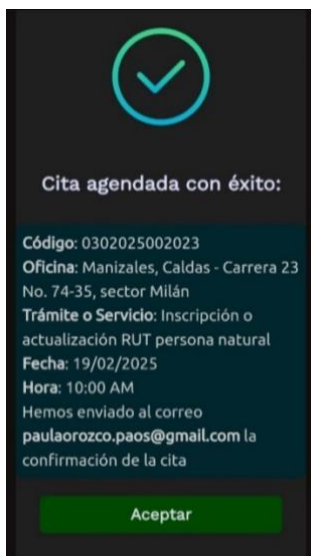 Cita agendada con éxito:
Código: 0302025002023
Oficina: Manizales, Caldas - Carrera 23
No. 74-35, sector Milán
Trámite o Servicio: Inscripción o
actualización RUT persona natural
Fecha: 19/02/2025
Hora: 10:00 AM
Hemos enviado al correo
paulaorozco.paos@gmail.com la
confirmación de la cita
Aceptar